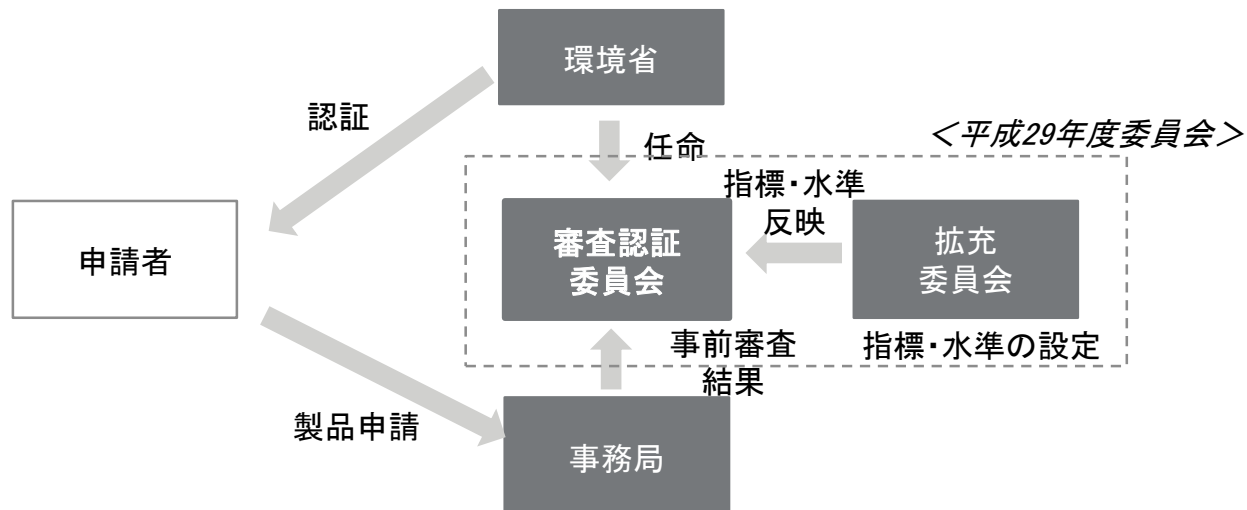 環境省
認証
任命
＜平成29年度委員会＞
指標・水準
反映
申請者
審査認証
委員会
拡充
委員会
事前審査
結果
指標・水準の設定
製品申請
事務局